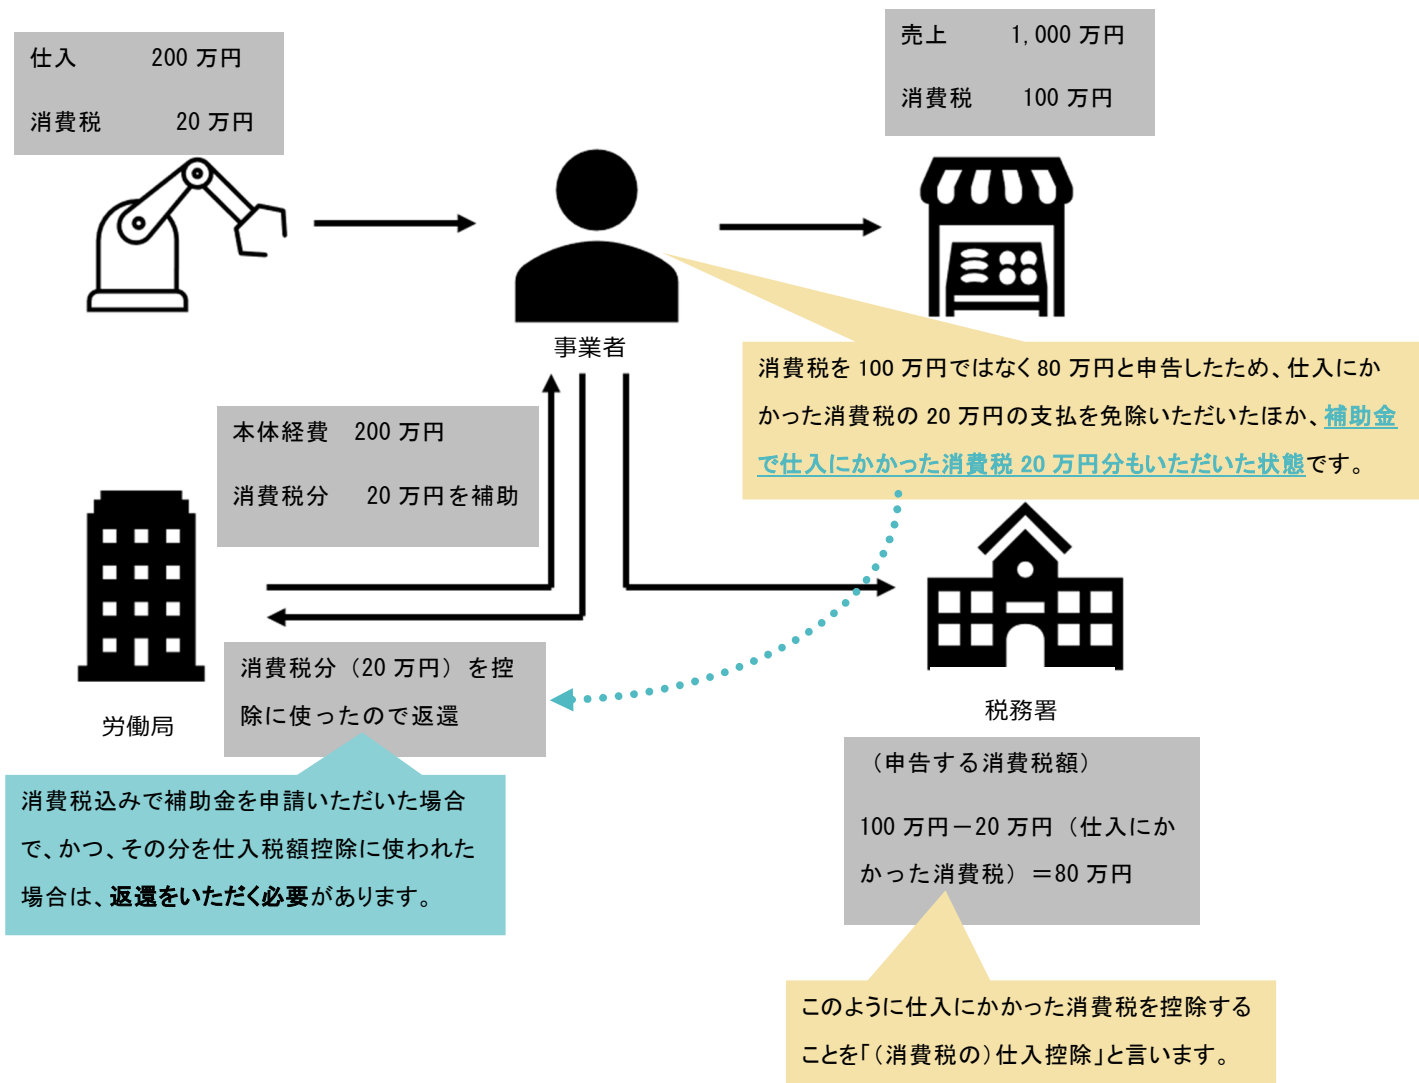 仕入　　　200 万円
消費税　　　20 万円
売上　　　1,000 万円
消費税　　　100 万円
事業者
消費税を 100 万円ではなく 80 万円と申告したため、仕入にか
かった消費税の 20 万円の支払を免除いただいたほか、補助金
で仕入にかかった消費税 20 万円分もいただいた状態です。
本体経費　200 万円
消費税分　20 万円を補助
消費税分（20 万円）を控
除に使ったので返還
労働局
税務署
消費税込みで補助金を申請いただいた場合
で、かつ、その分を仕入税額控除に使われた
場合は、返還をいただく必要があります。
（申告する消費税額）
100 万円－20 万円（仕入にか
かった消費税）＝80 万円
このように仕入にかかった消費税を控除する
ことを「（消費税の）仕入控除」と言います。